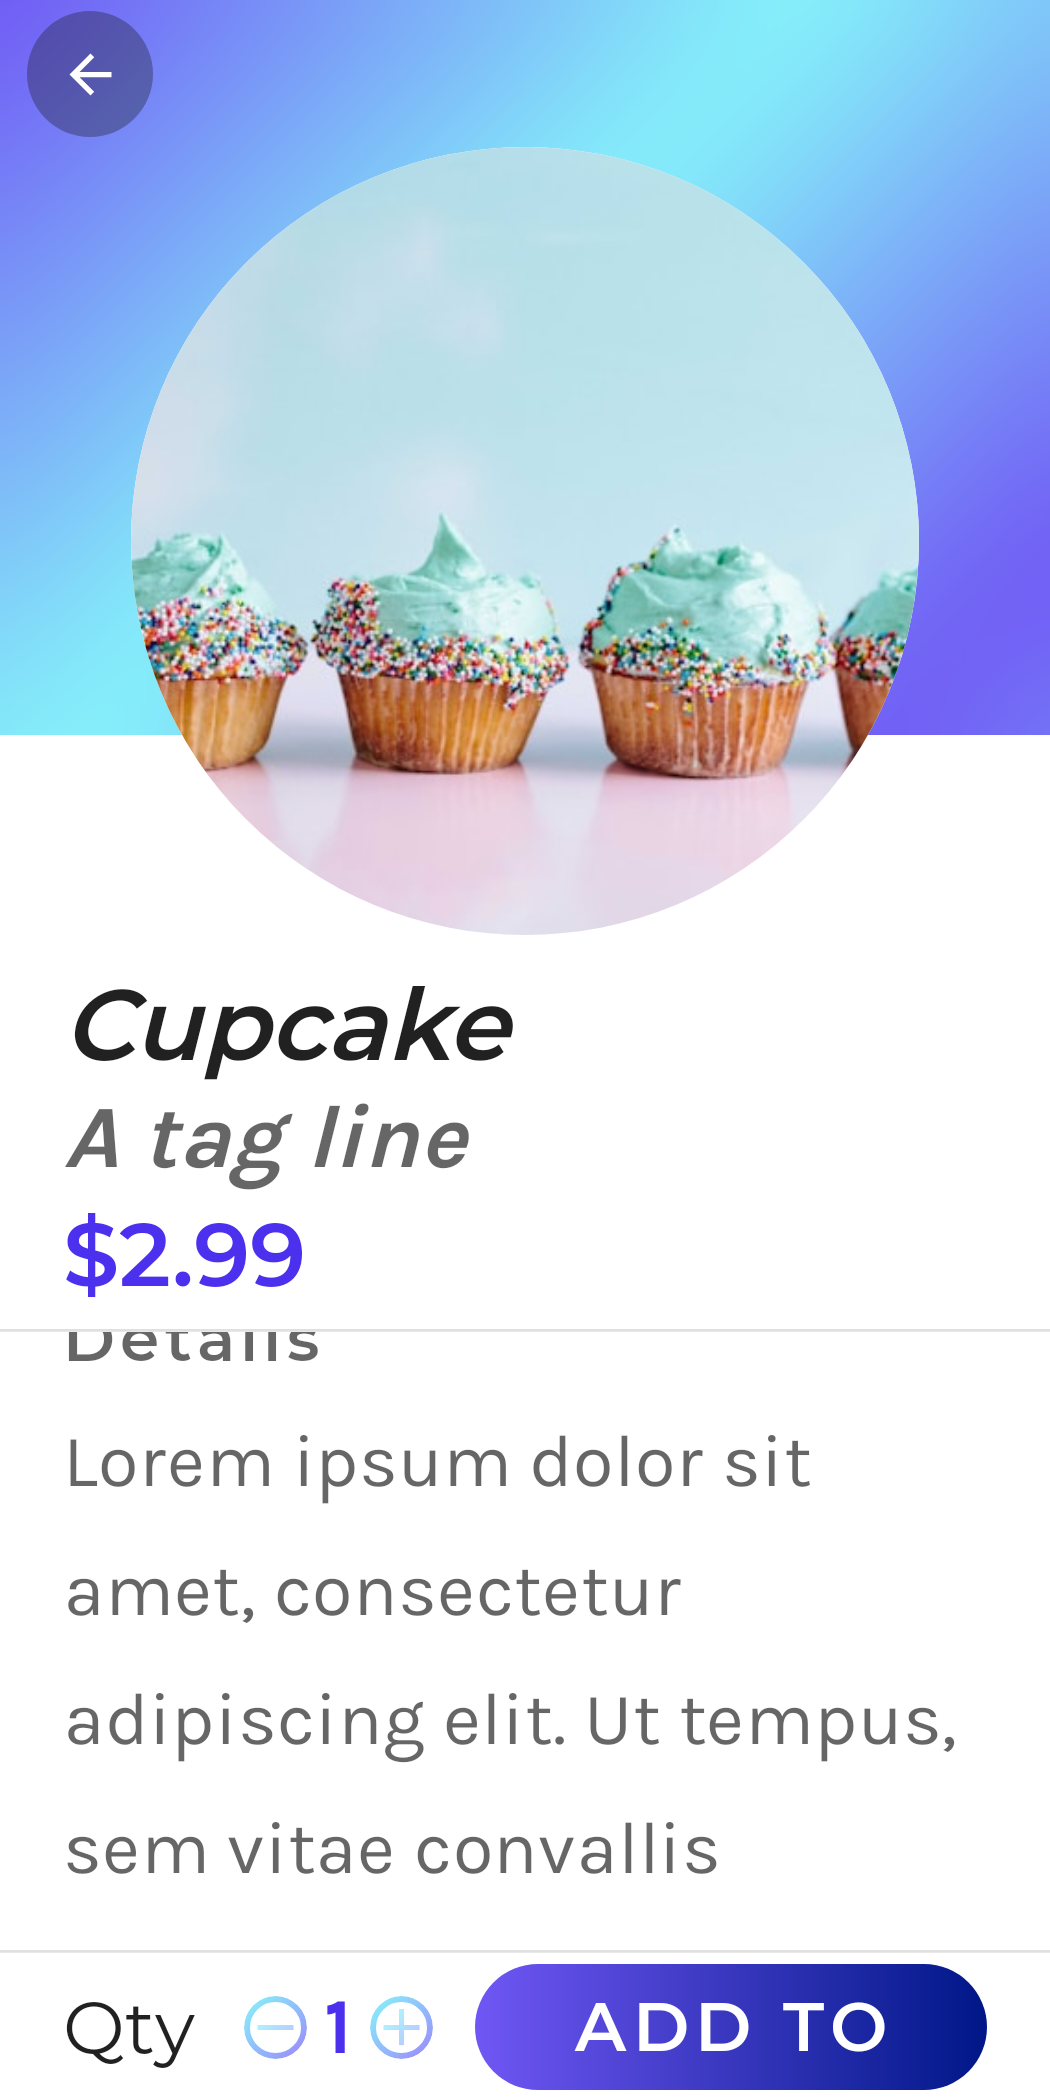 Cupcake
A tag line
$2.99
Details
Lorem ipsum dolor sit
amet, consectetur
adipiscing elit. Ut tempus,
sem vitae convallis
Qty 1 ADD TO